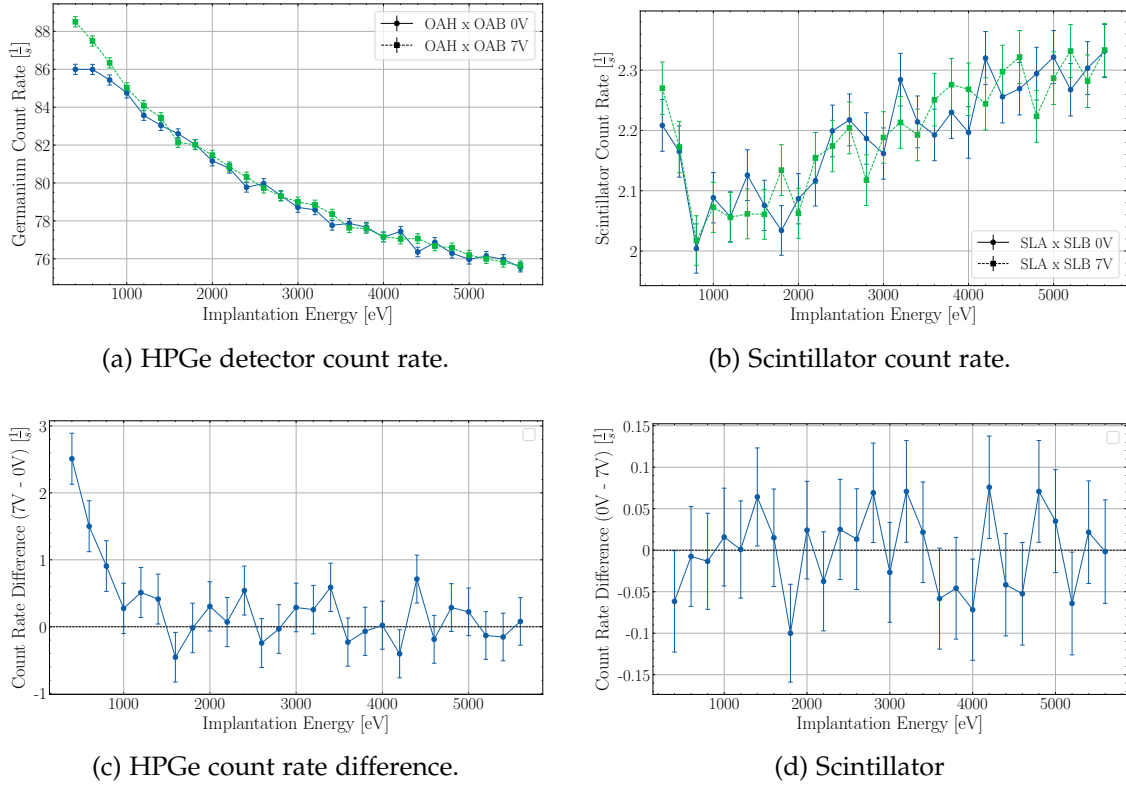 Germanium Count Rate [1/s]
88
86
84
82
80
78
76
OAH x OAB 0V
OAH x OAB 7V
1000 2000 3000 4000 5000
Implantation Energy [eV]
(a) HPGe detector count rate.
Scintillator Count Rate [1/s]
2.3
2.2
2.1
2
SLA x SLB 0V
SLA x SLB 7V
1000 2000 3000 4000 5000
Implantation Energy [eV]
(b) Scintillator count rate.
Count Rate Difference (7V - 0V) [1/s]
3
2
1
0
-1
1000 2000 3000 4000 5000
Implantation Energy [eV]
(c) HPGe count rate difference.
Count Rate Difference (0V - 7V) [1/s]
0.15
0.1
0.05
0
-0.05
-0.1
-0.15
1000 2000 3000 4000 5000
Implantation Energy [eV]
(d) Scintillator